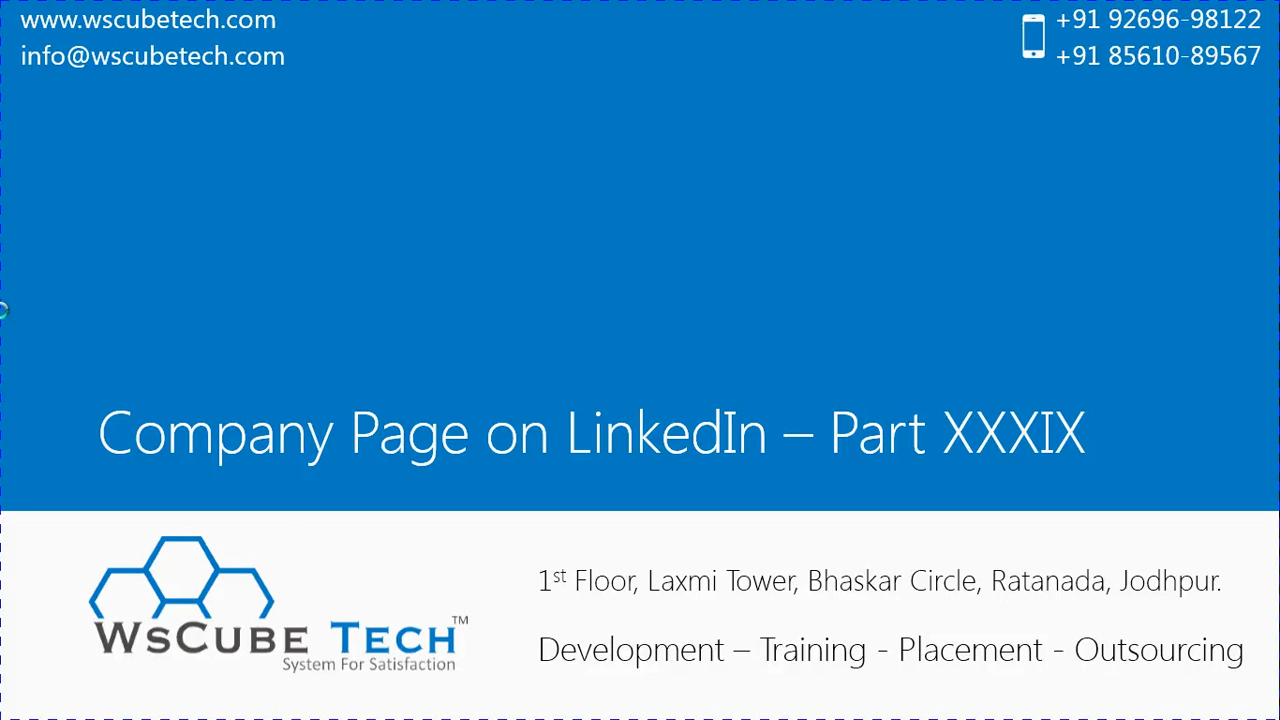 www.wscubetech.com
info@wscubetech.com
+91 92696-98122
+91 85610-89567
Company Page on LinkedIn – Part XXXIX
WSCUBE TECH™
System For Satisfaction
1st Floor, Laxmi Tower, Bhaskar Circle, Ratanada, Jodhpur.
Development – Training - Placement - Outsourcing